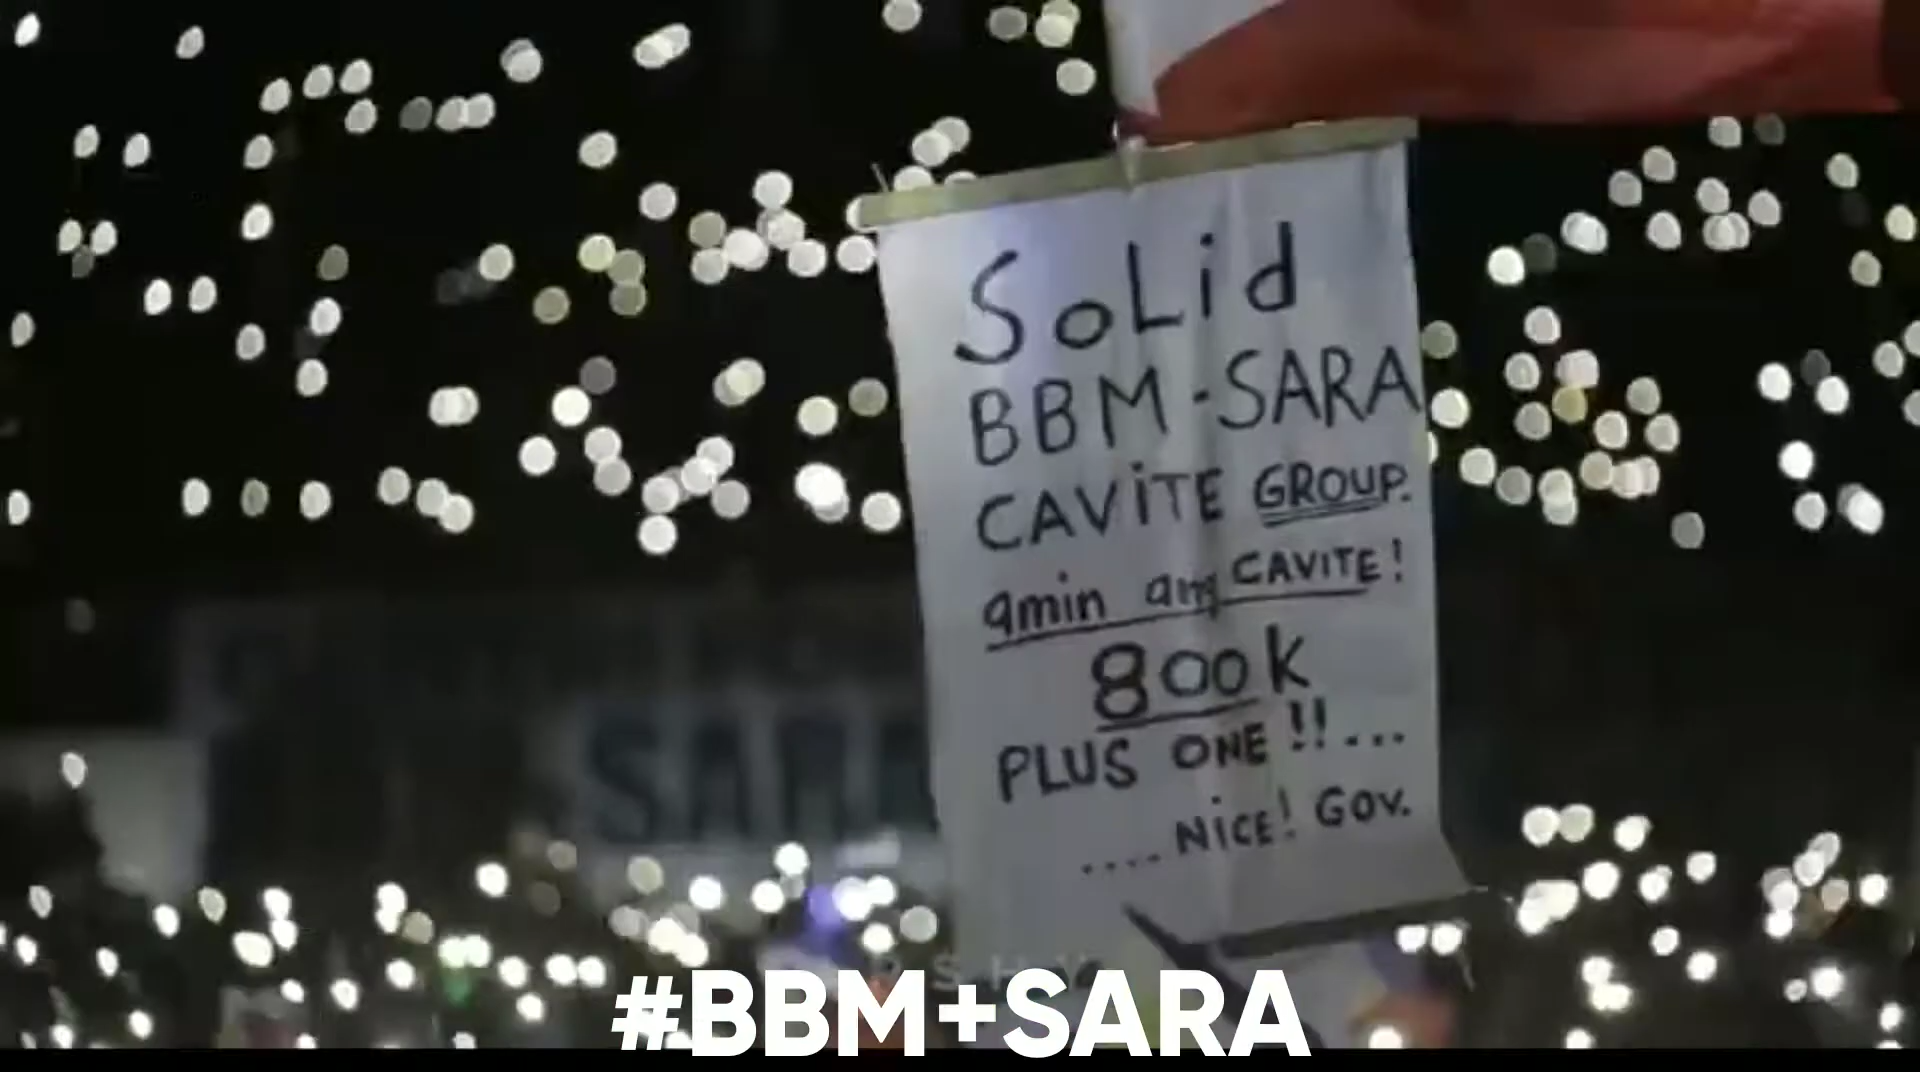 SoLid
BBM-SARA
CAViTE GROUP.
amin ang CAVITE!
800k
PLUS ONE!!...
....NiCE! GOV.
SARA
#BBM+SARA